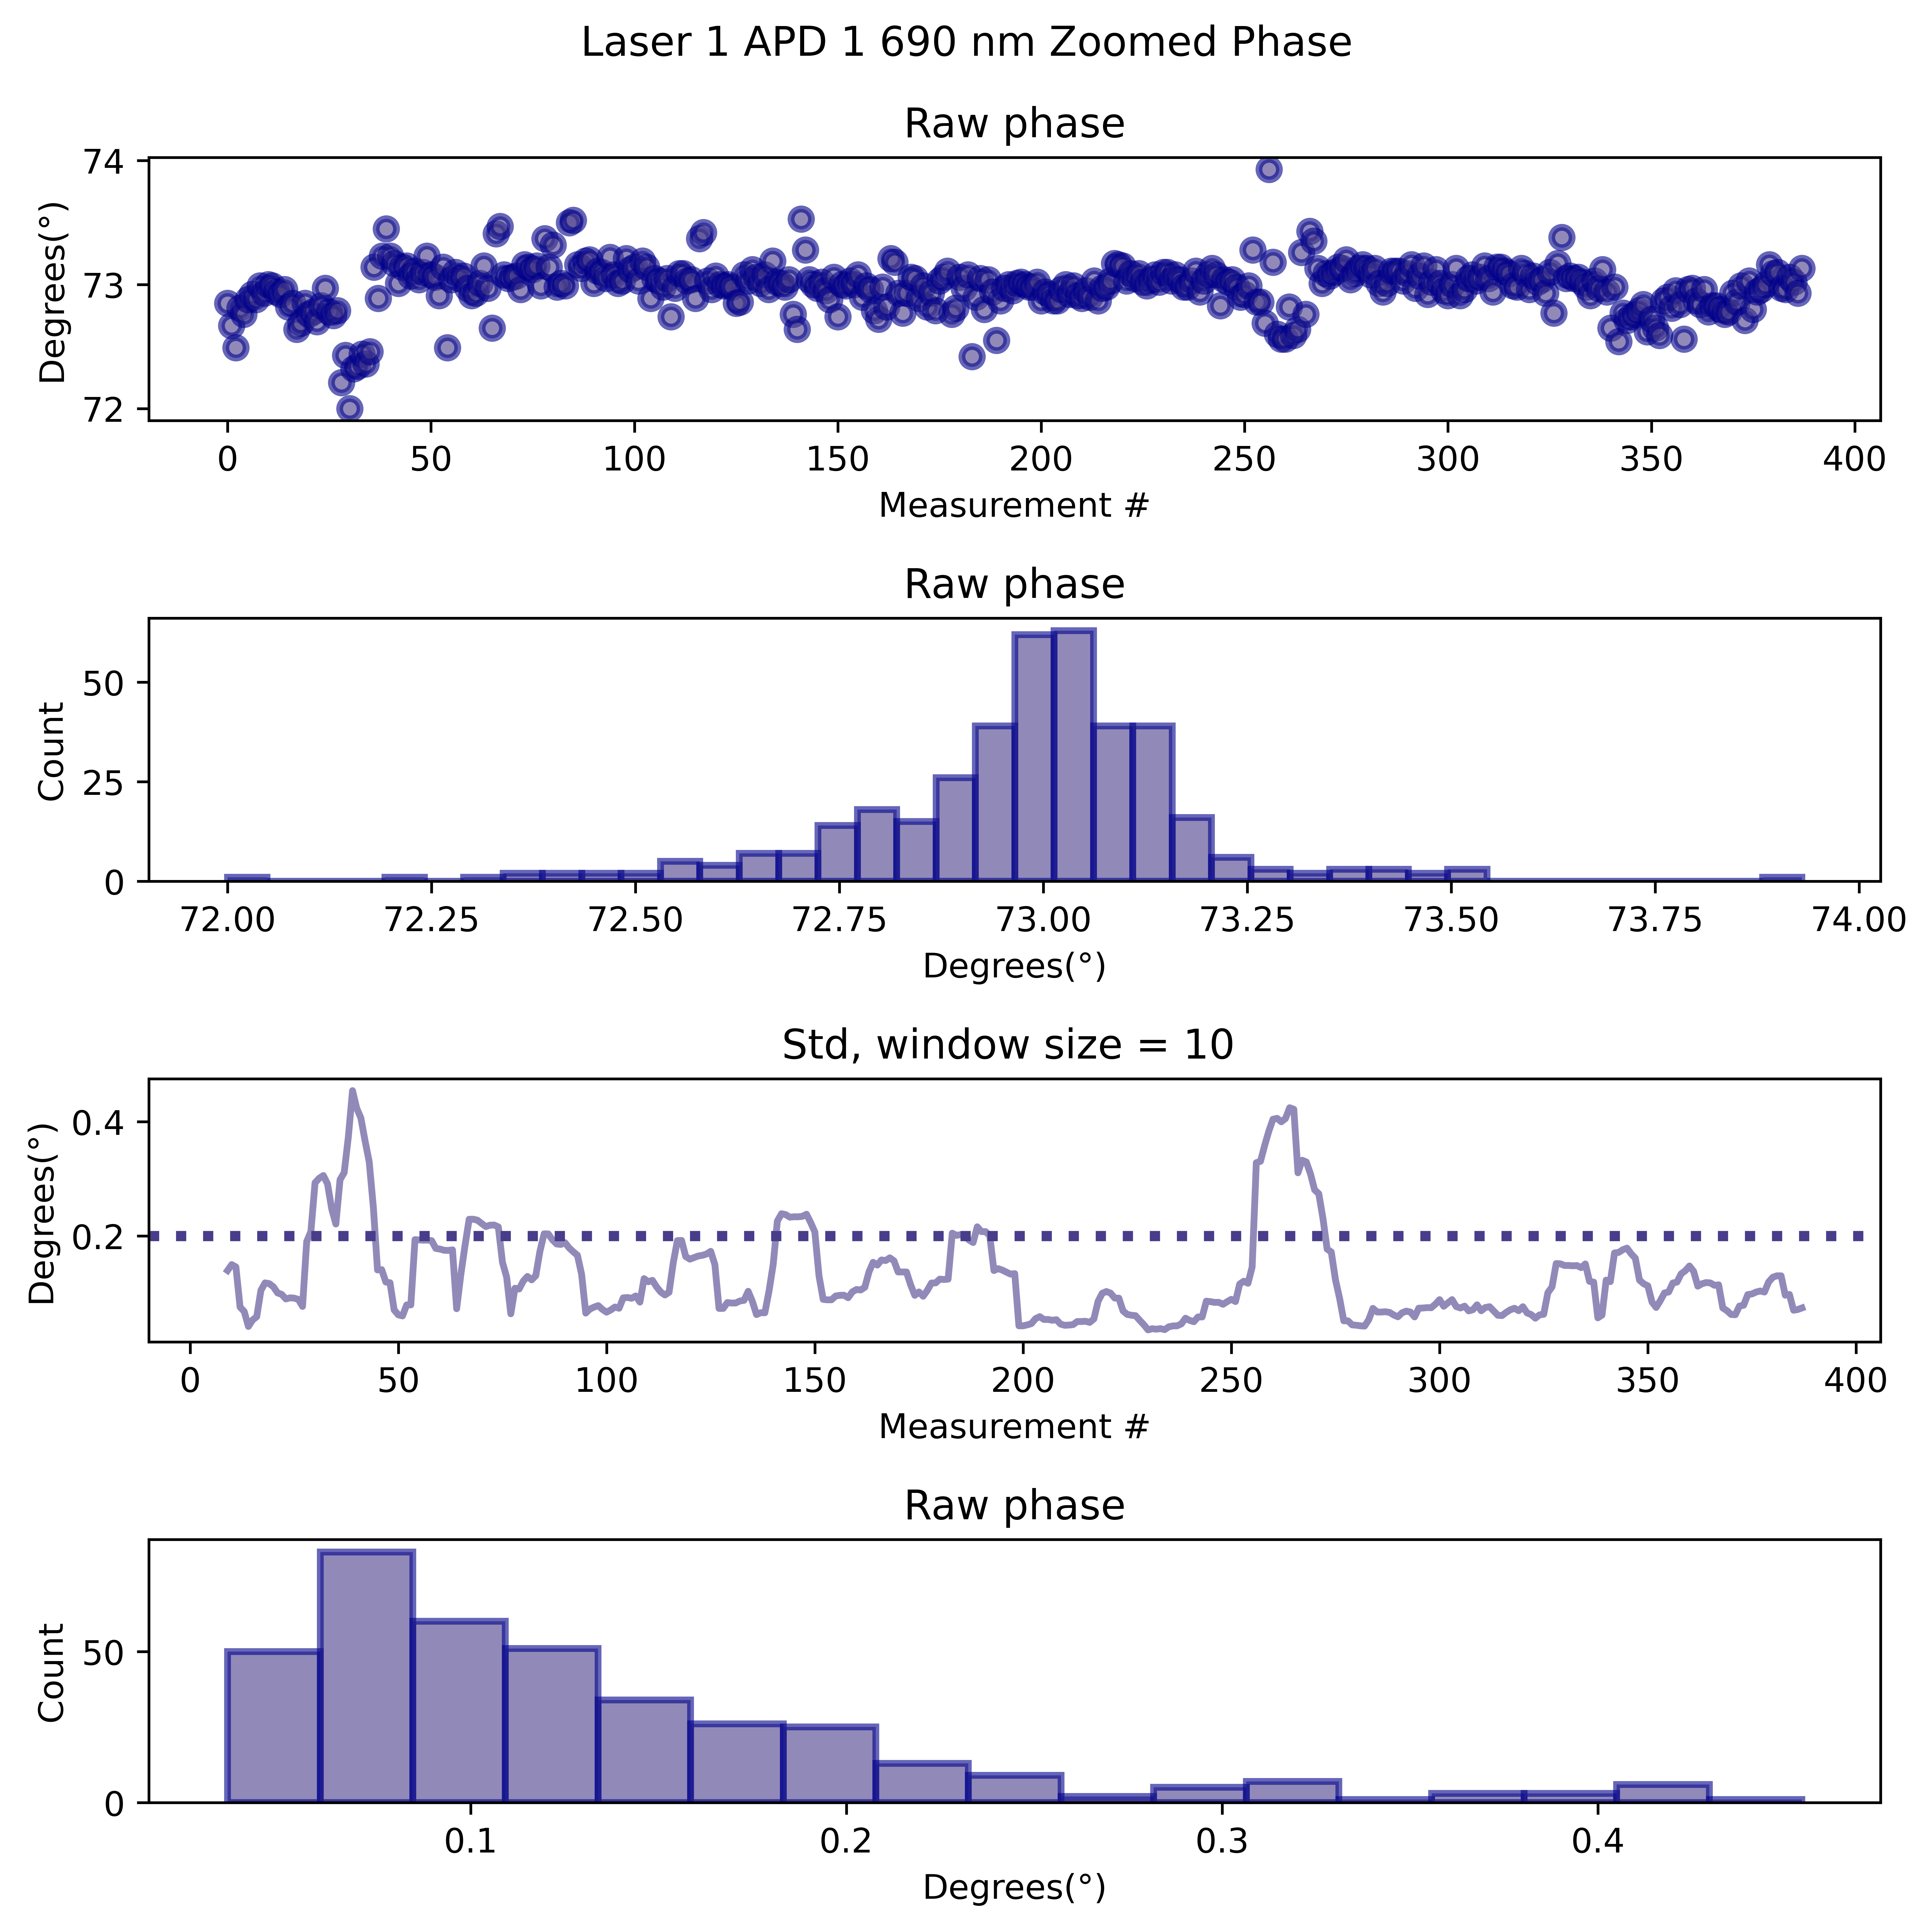 Laser 1 APD 1 690 nm Zoomed Phase
Raw phase
74
73
72
Degrees(°)
0 50 100 150 200 250 300 350 400
Measurement #
Raw phase
50
25
0
Count
72.00 72.25 72.50 72.75 73.00 73.25 73.50 73.75 74.00
Degrees(°)
Std, window size = 10
0.4
0.2
Degrees(°)
0 50 100 150 200 250 300 350 400
Measurement #
Raw phase
50
0
Count
0.1 0.2 0.3 0.4
Degrees(°)